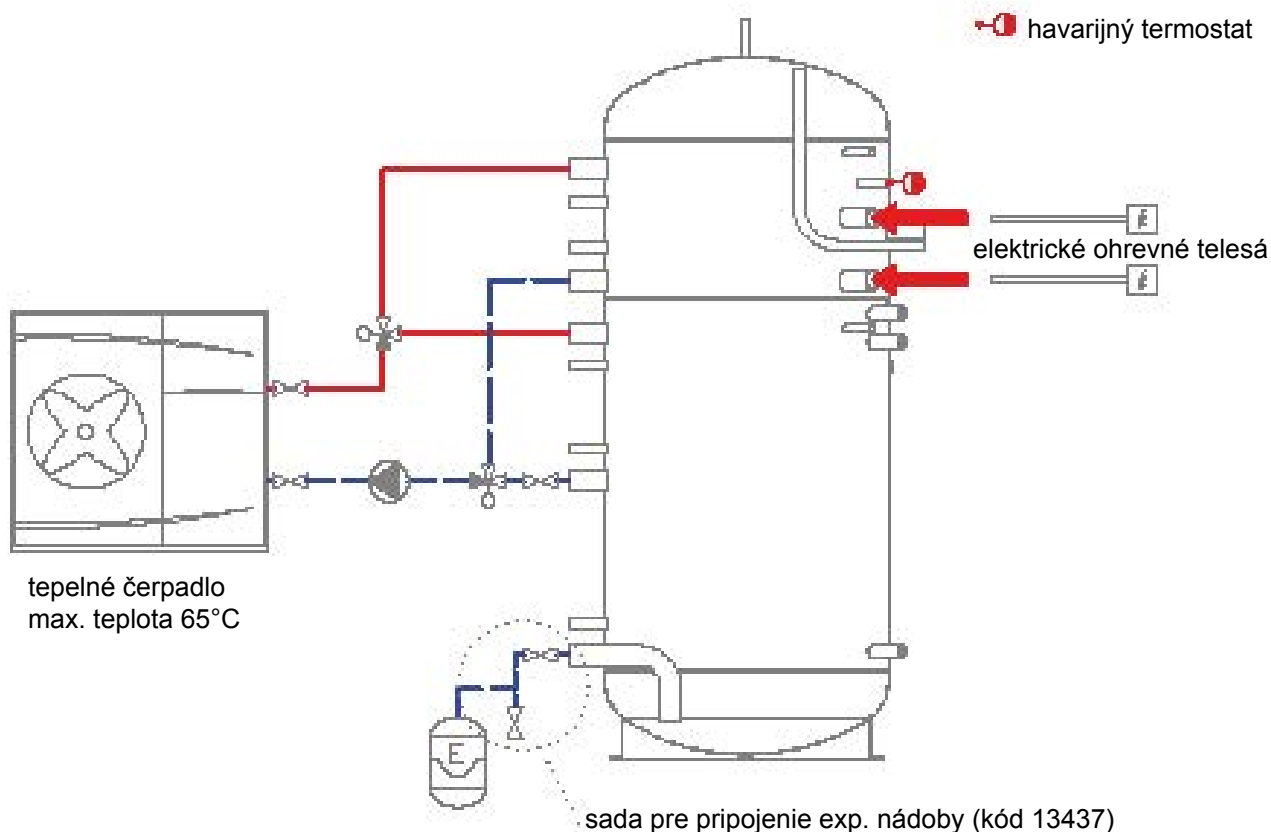 havarijný termostat
elektrické ohrevné telesá
tepelné čerpadlo
max. teplota 65°C
E
sada pre pripojenie exp. nádoby (kód 13437)